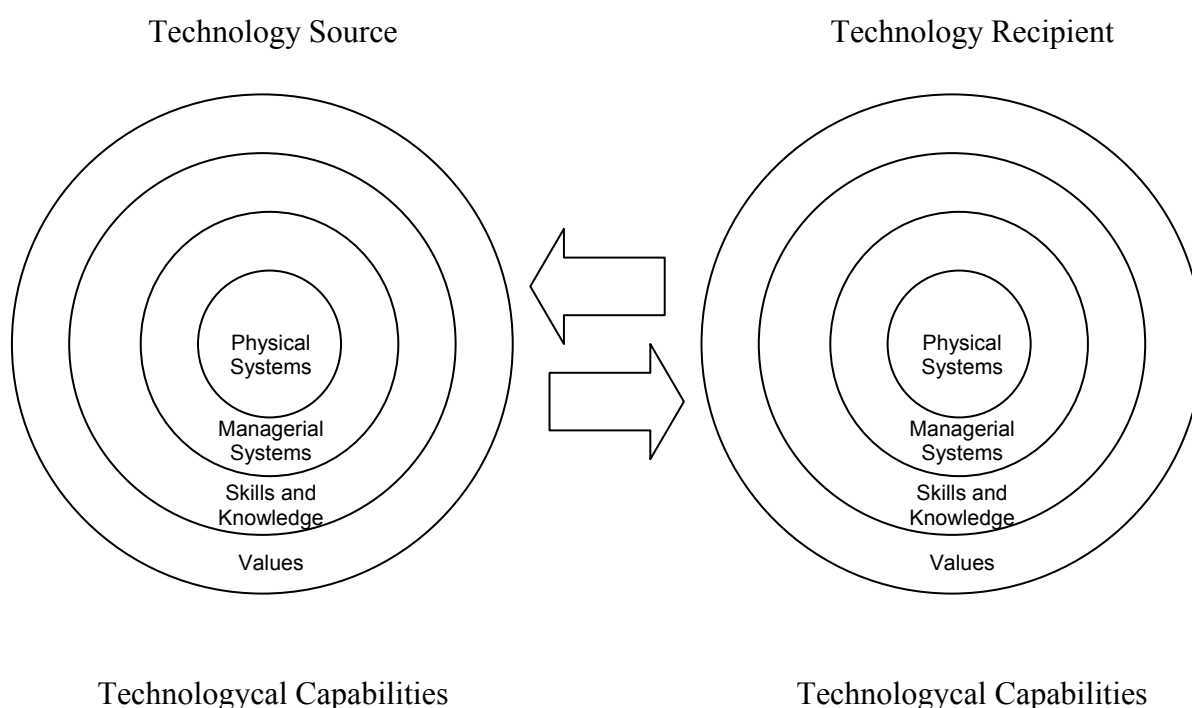 Technology Source
Technology Recipient
Physical
Systems
Managerial
Systems
Skills and
Knowledge
Values
Physical
Systems
Managerial
Systems
Skills and
Knowledge
Values
Technologycal Capabilities
Technologycal Capabilities